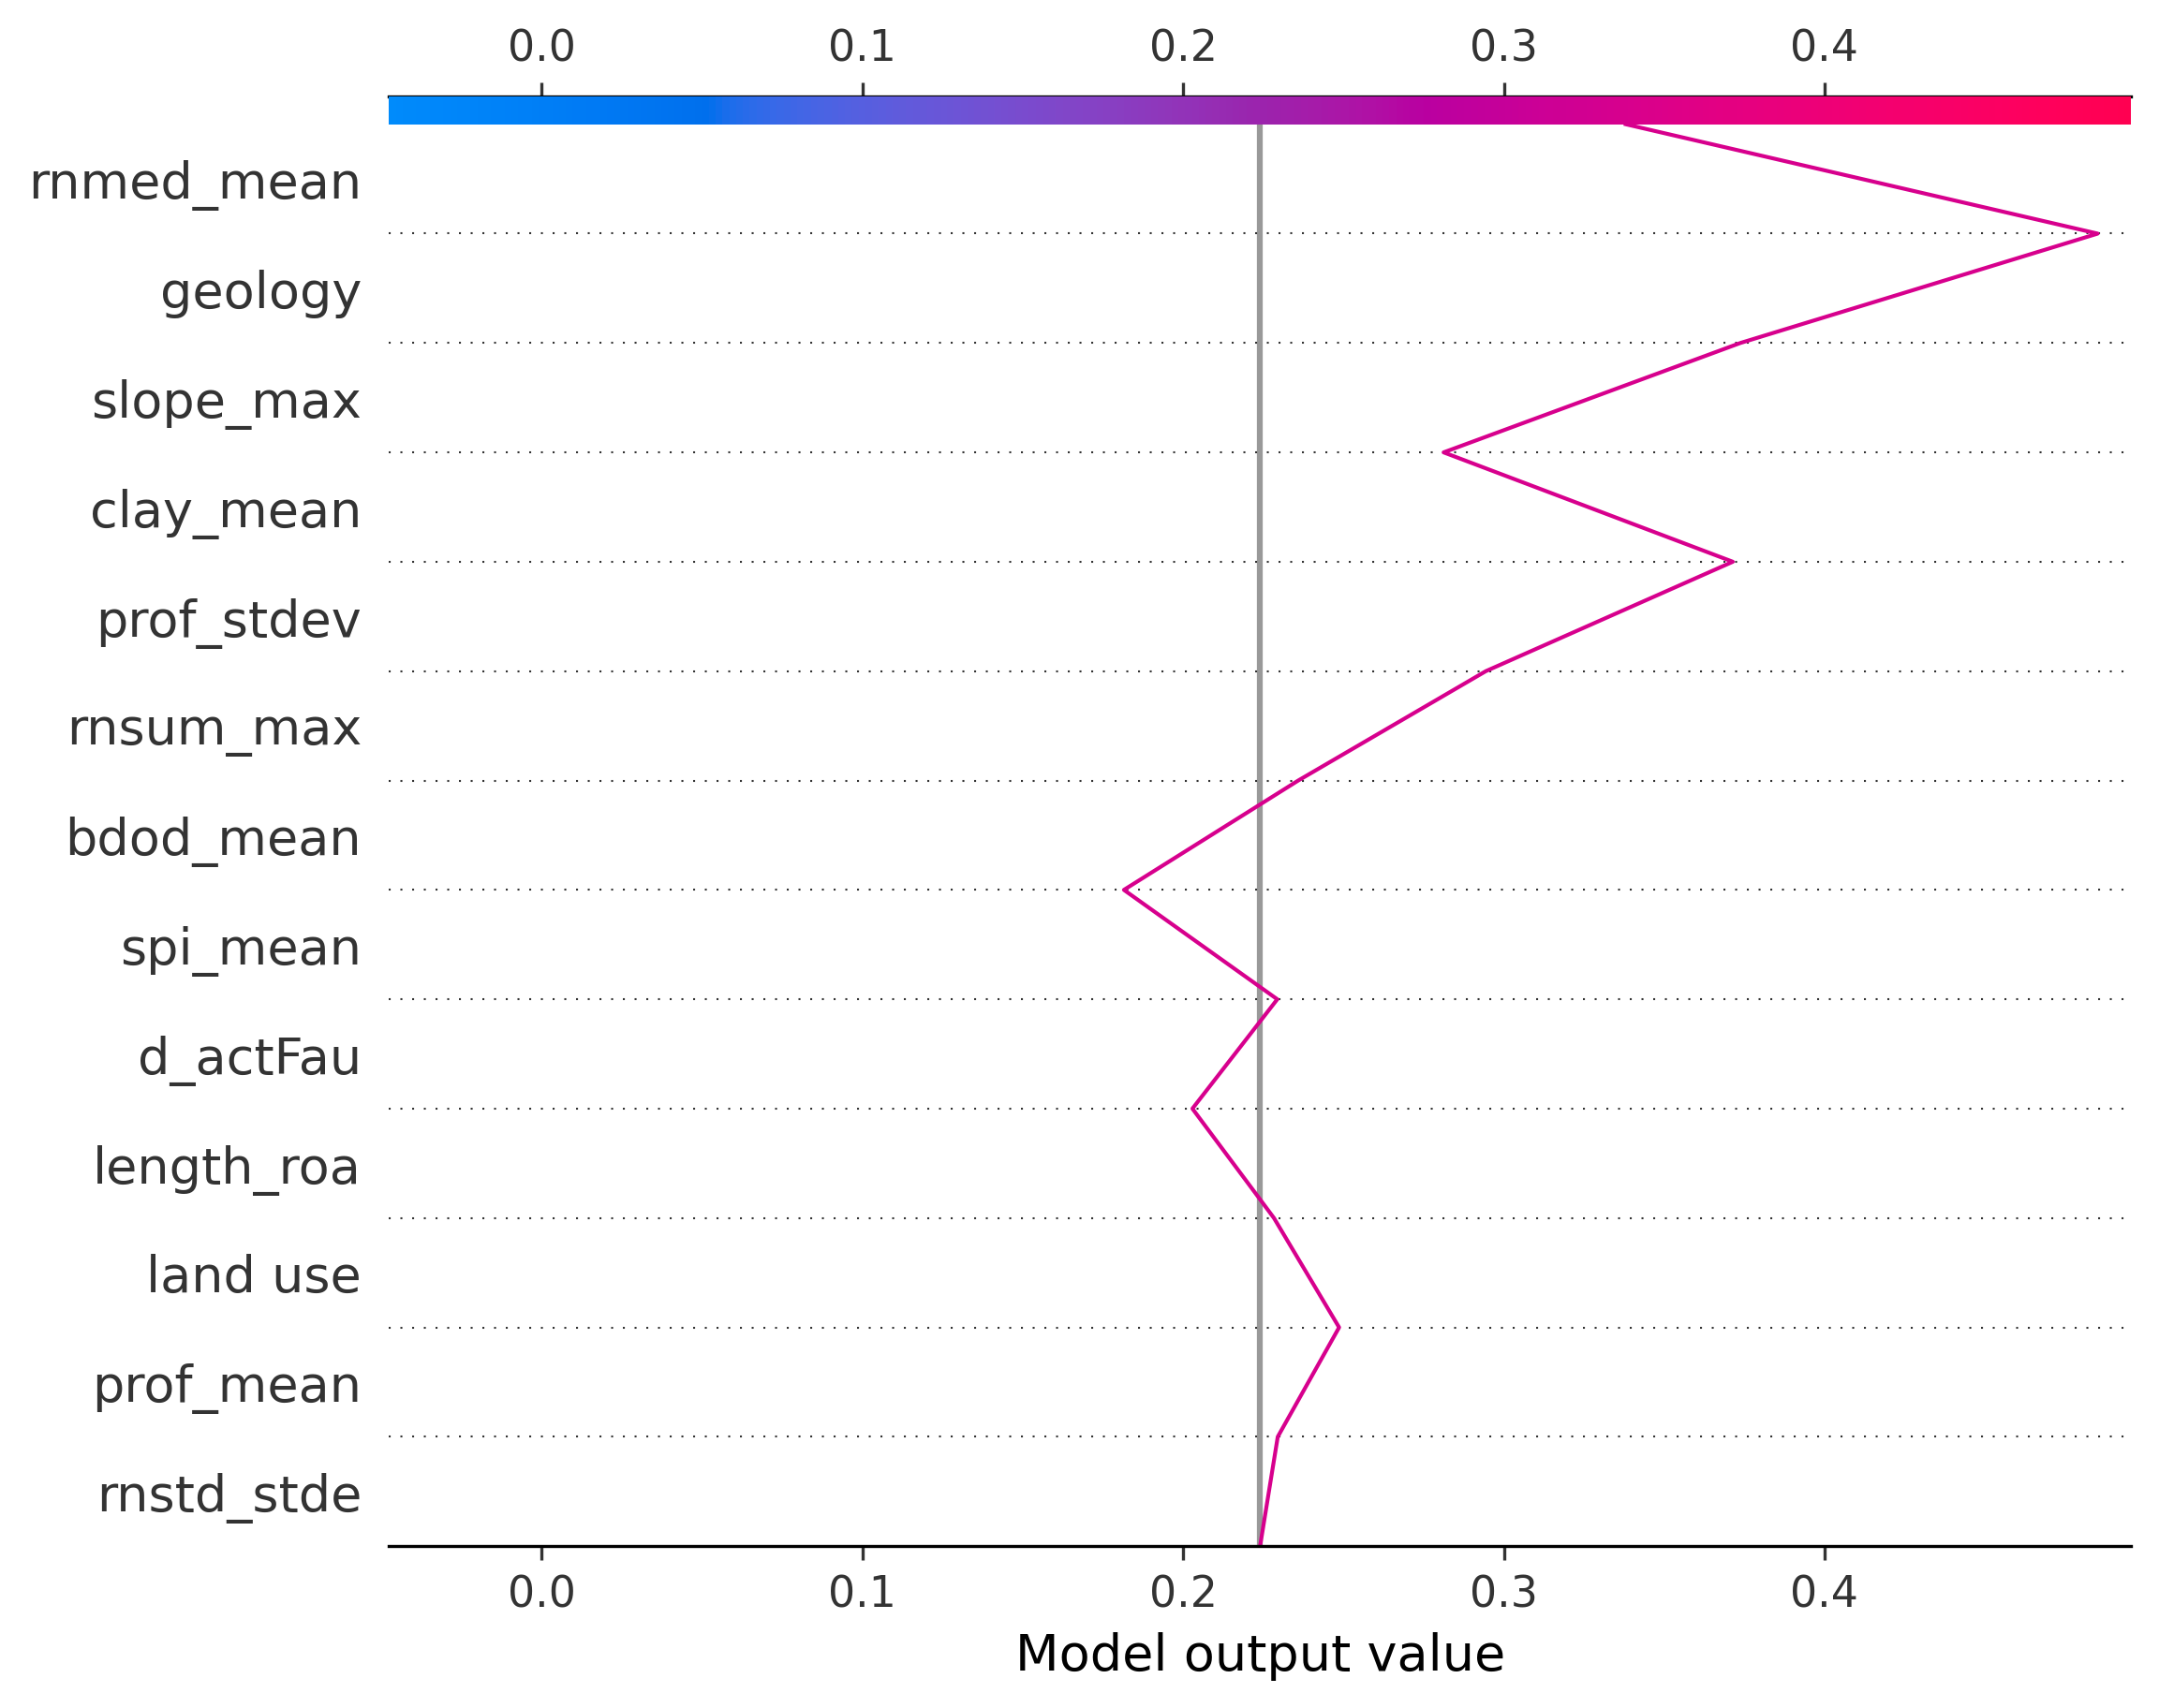 0.0 0.1 0.2 0.3 0.4
rnmed_mean
geology
slope_max
clay_mean
prof_stdev
rnsum_max
bdod_mean
spi_mean
d_actFau
length_roa
land use
prof_mean
rnstd_stde
0.0 0.1 0.2 0.3 0.4
Model output value